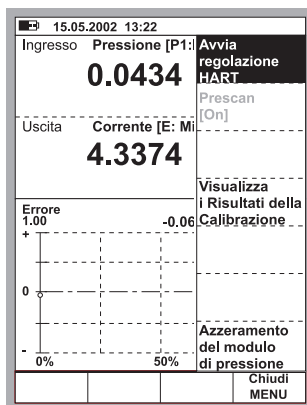 15.05.2002 13:22
Ingresso Pressione [P1:
0.0434
Uscita Corrente [E: Mi
4.3374
Errore
1.00 -0.06
+
0
-
0% 50%
Avvia
regolazione
HART
Prescan
[On]
Visualizza
i Risultati della
Calibrazione
Azzeramento
del modulo
di pressione
Chiudi
MENU